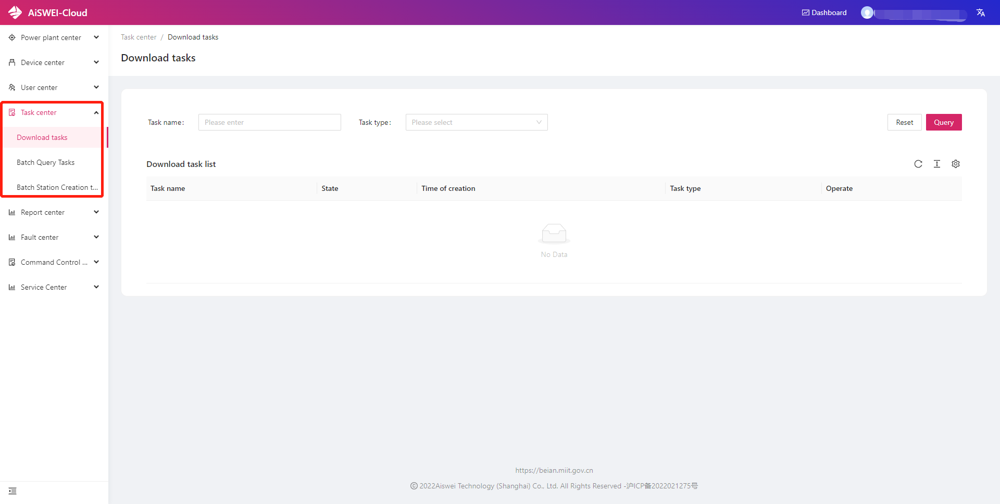 AiSWEI-Cloud
Dashboard
Power plant center
Device center
User center
Task center
Download tasks
Batch Query Tasks
Batch Station Creation t...
Report center
Fault center
Command Control ...
Service Center
Task center / Download tasks
Download tasks
Task name: Please enter Task type: Please select Reset Query
Download task list
Task name State Time of creation Task type Operate
No Data
https://beian.miit.gov.cn
© 2022Aiswei Technology (Shanghai) Co., Ltd. All Rights Reserved -沪ICP备2022021275号